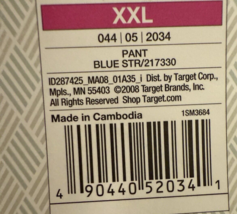 XXL
044 | 05 | 2034
PANT
BLUE STR/217330
ID287425_MA08_01A35_i Dist. by Target Corp.,
Mpls., MN 55403 ©2008 Target Brands, Inc.
All Rights Reserved Shop Target.com
Made in Cambodia
1SM3684
4 90440 52034 1